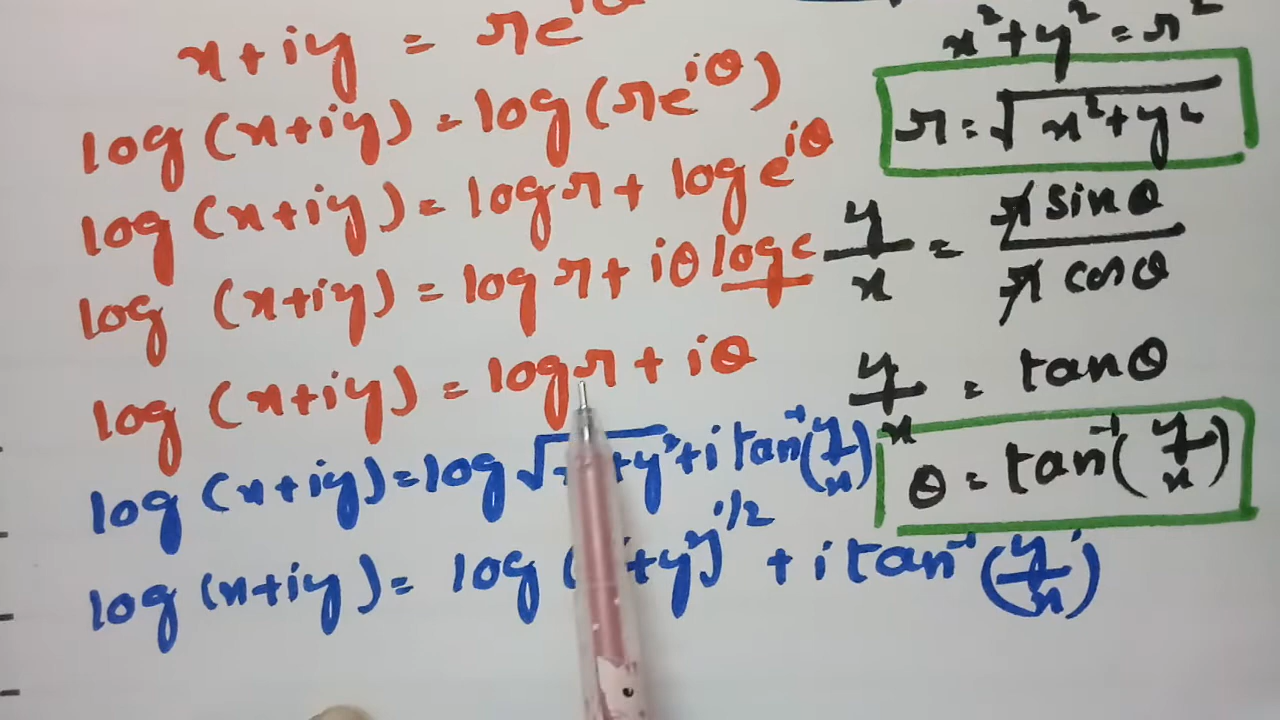 x+iy = re^iθ
log (x+iy) = log (re^iθ)
log (x+iy) = log r + log e^iθ
log (x+iy) = log r + iθ log e
log (x+iy) = log r + iθ
log (x+iy) = log √ +y² + i tan⁻¹(y/x)
log (x+iy) = log ( +y²)^1/2 + i tan⁻¹(y/x)
x²+y² = r²
r = √x²+y²
y/x = r sinθ / r cosθ
y/x = tanθ
θ = tan⁻¹(y/x)